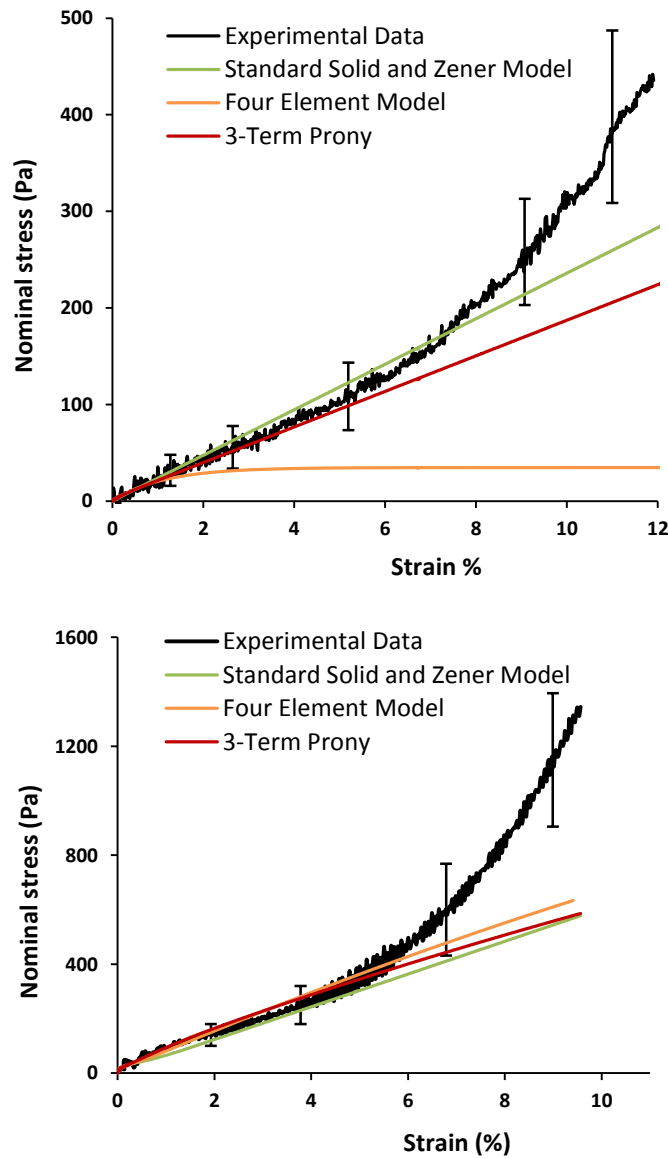 500
400
300
200
100
0
Nominal stress (Pa)
Experimental Data
Standard Solid and Zener Model
Four Element Model
3-Term Prony
0 2 4 6 8 10 12
Strain %
1600
1200
800
400
0
Nominal stress (Pa)
Experimental Data
Standard Solid and Zener Model
Four Element Model
3-Term Prony
0 2 4 6 8 10
Strain (%)